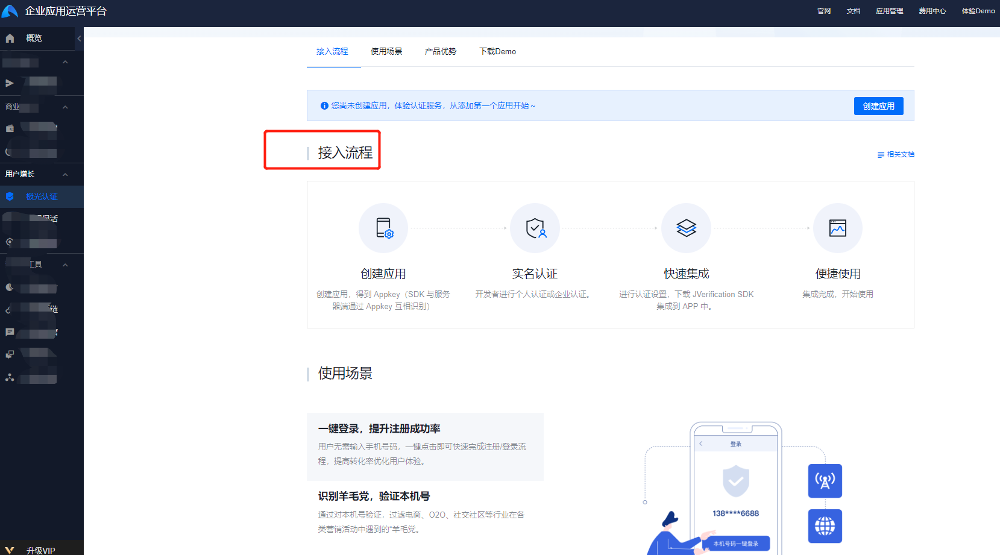 企业应用运营平台
官网 文档 应用管理 费用中心 体验Demo
概览
商业
用户增长
极光认证
保活
工具
链
升级VIP
接入流程 使用场景 产品优势 下载Demo
您尚未创建应用，体验认证服务，从添加第一个应用开始～
创建应用
接入流程
相关文档
创建应用
创建应用，得到 Appkey（SDK 与服务
器端通过 Appkey 互相识别）
实名认证
开发者进行个人认证或企业认证。
快速集成
进行认证设置，下载 JVerification SDK
集成到 APP 中。
便捷使用
集成完成，开始使用
使用场景
一键登录，提升注册成功率
用户无需输入手机号码，一键点击即可快速完成注册/登录流
程，提高转化率优化用户体验。
识别羊毛党，验证本机号
通过对本机号验证，过滤电商、O2O、社交社区等行业在各
类营销活动中遇到的“羊毛党。
登录
138****6688
本机号码一键登录